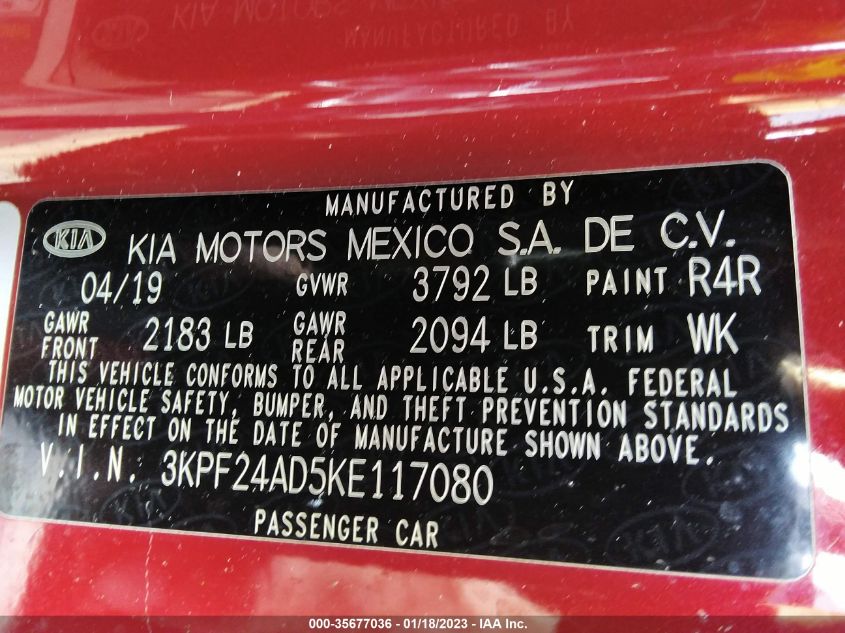 MANUFACTURED BY
KIA KIA MOTORS MEXICO S.A. DE C.V.
04/19 GVWR 3792 LB PAINT R4R
GAWR FRONT 2183 LB GAWR REAR 2094 LB TRIM WK
THIS VEHICLE CONFORMS TO ALL APPLICABLE U.S.A. FEDERAL
MOTOR VEHICLE SAFETY, BUMPER, AND THEFT PREVENTION STANDARDS
IN EFFECT ON THE DATE OF MANUFACTURE SHOWN ABOVE.
V.I.N. 3KPF24AD5KE117080
PASSENGER CAR
000-35677036 - 01/18/2023 - IAA Inc.